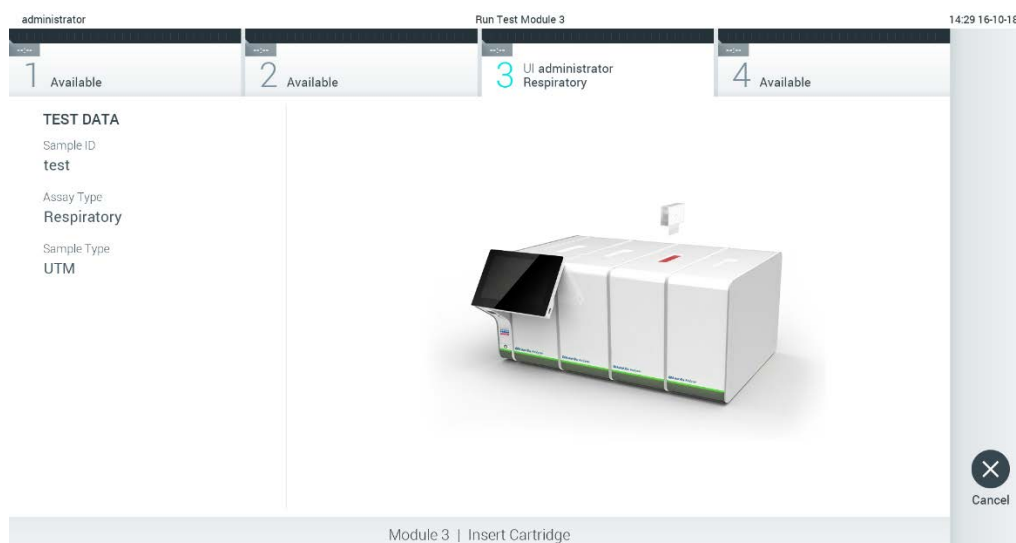 administrator
Run Test Module 3
14:29 16-10-18
--:--
1 Available
--:--
2 Available
--:--
3 UI administrator
Respiratory
--:--
4 Available
TEST DATA
Sample ID
test
Assay Type
Respiratory
Sample Type
UTM
Cancel
Module 3 | Insert Cartridge